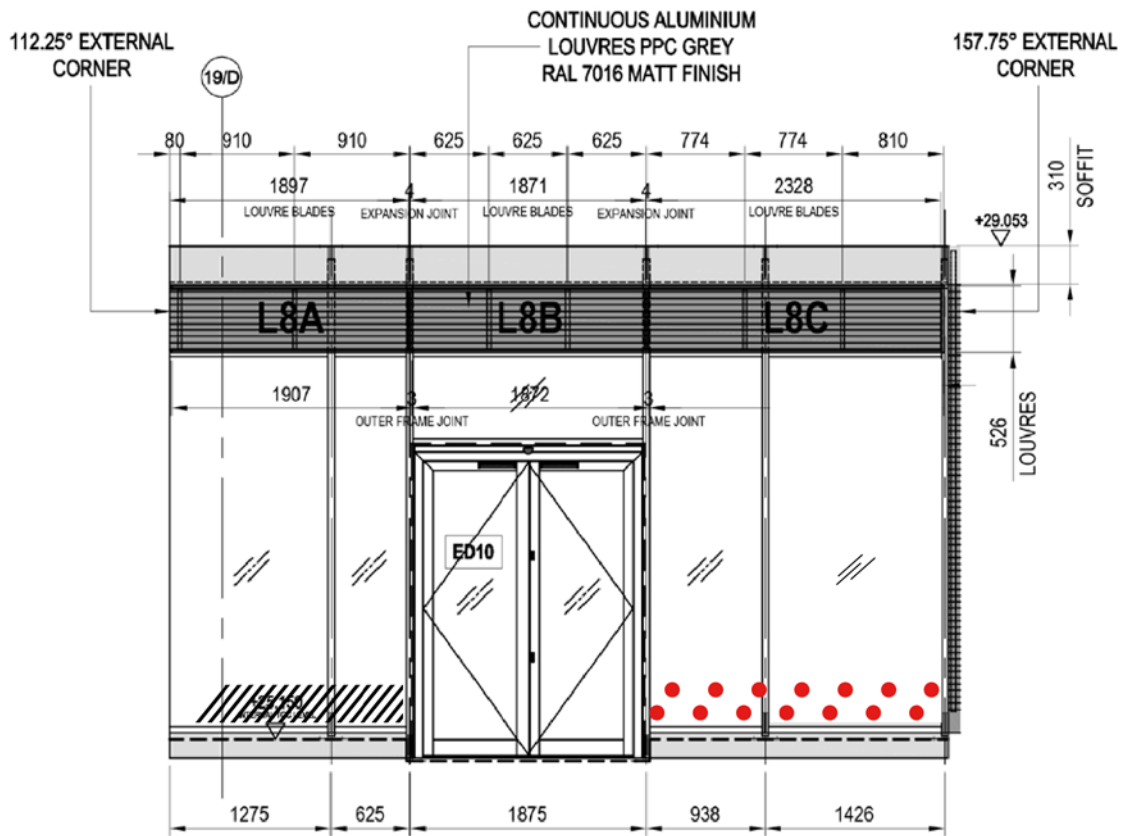 CONTINUOUS ALUMINIUM
LOUVRES PPC GREY
RAL 7016 MATT FINISH
112.25° EXTERNAL
CORNER
157.75° EXTERNAL
CORNER
19/D
80 910 910 625 625 625 774 774 810
310
SOFFIT
1897 4 1871 4 2328
LOUVRE BLADES EXPANSION JOINT LOUVRE BLADES EXPANSION JOINT LOUVRE BLADES
+29.053
L8A L8B L8C
1907 3 1872 3
OUTER FRAME JOINT OUTER FRAME JOINT
526
LOUVRES
ED10
+25.150
1275 625 1875 938 1426